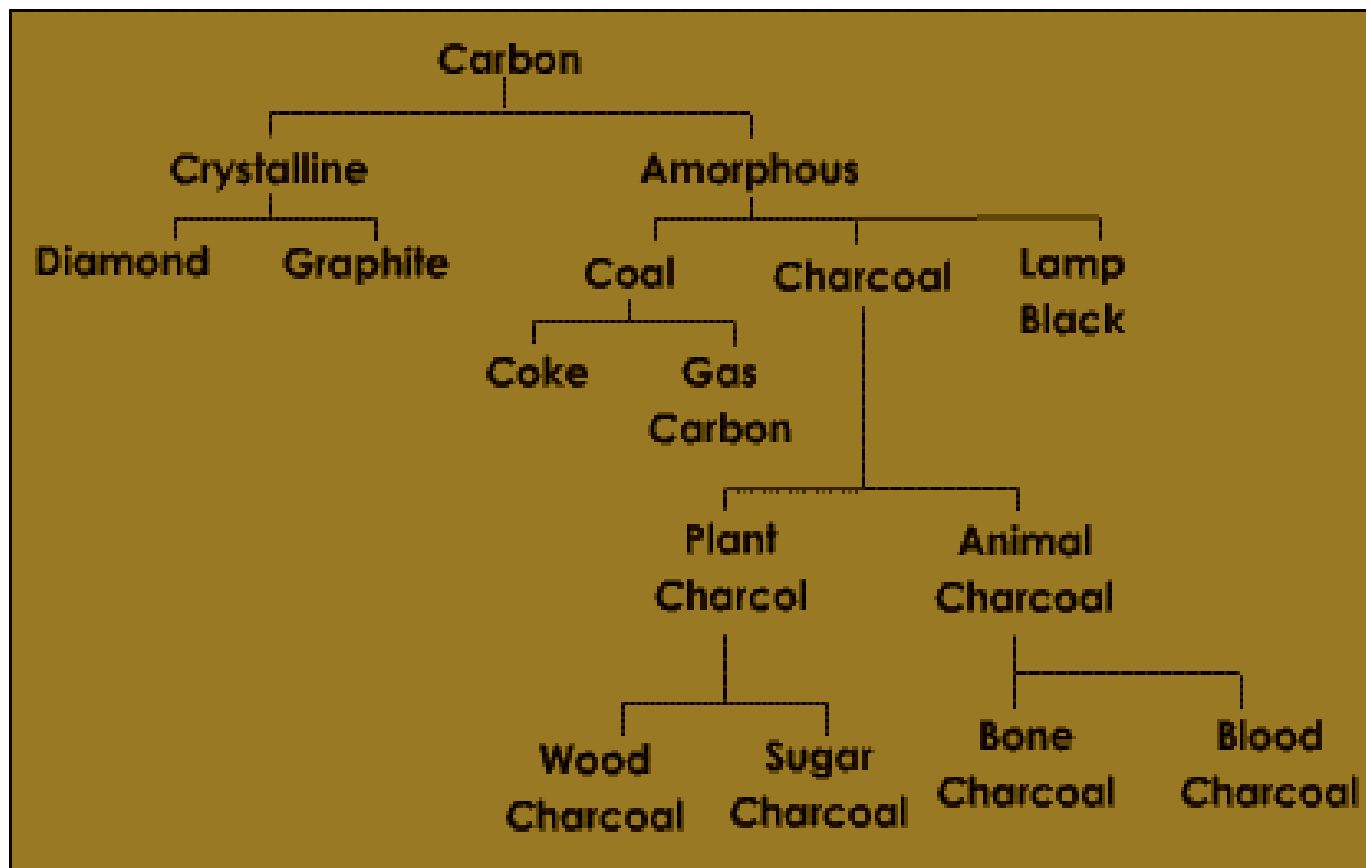 Carbon
Crystalline
Amorphous
Diamond
Graphite
Coal
Charcoal
Lamp
Black
Coke
Gas
Carbon
Plant
Charcol
Animal
Charcoal
Wood
Charcoal
Sugar
Charcoal
Bone
Charcoal
Blood
Charcoal